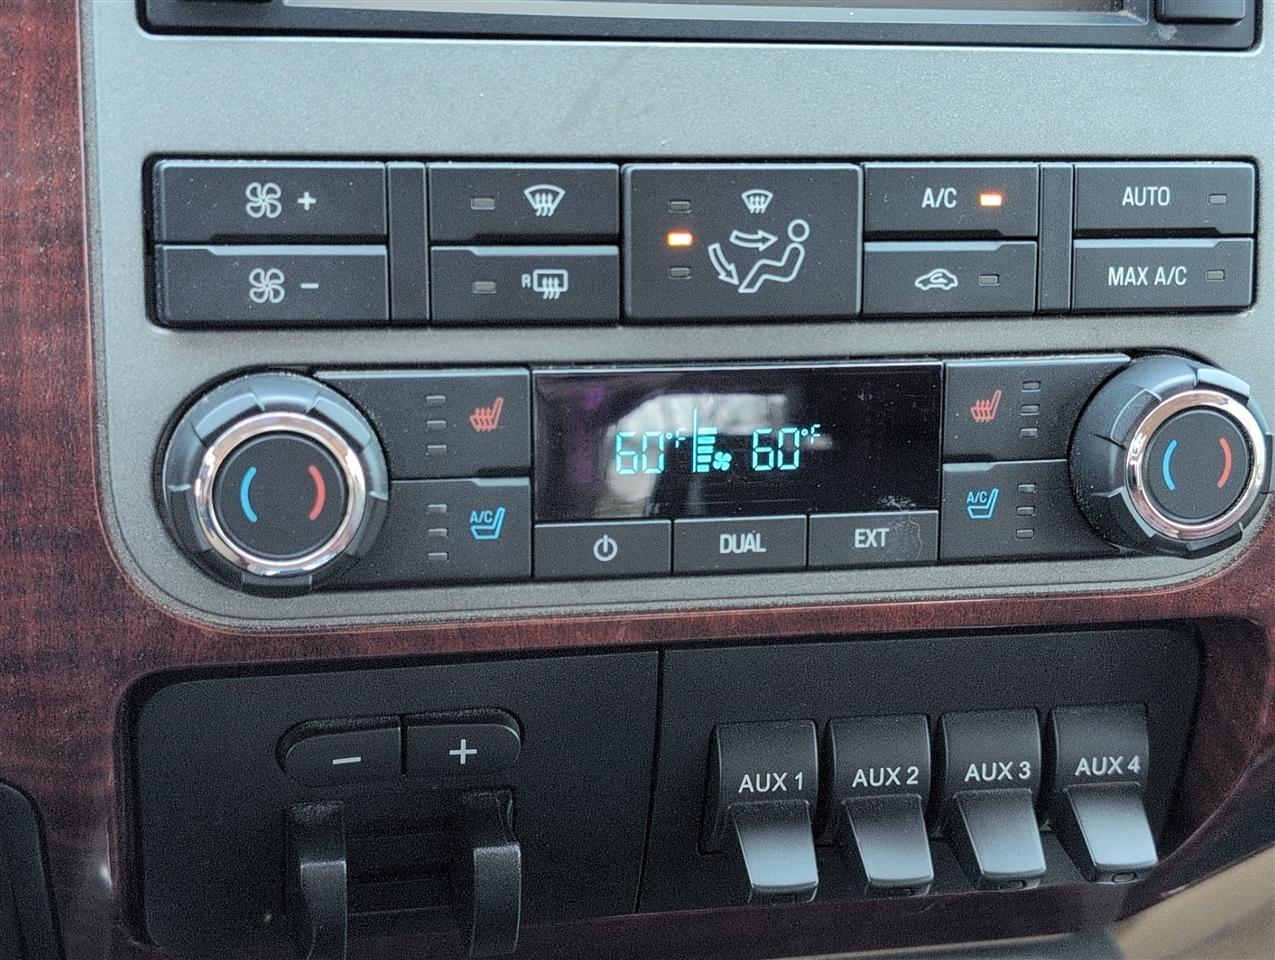 +
A/C
AUTO
−
R
MAX A/C
60°F 60°F
A/C
A/C
DUAL
EXT
− +
AUX 1
AUX 2
AUX 3
AUX 4